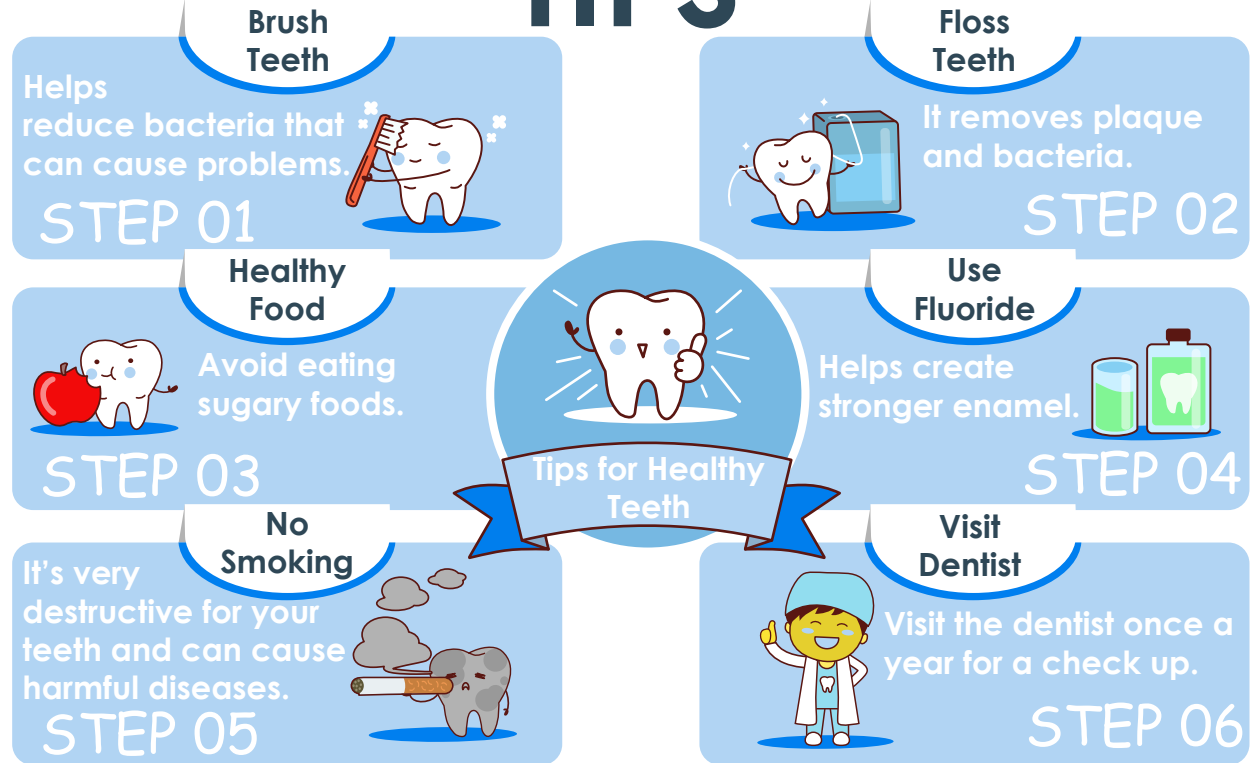 TIPS
Brush
Teeth
Helps
reduce bacteria that
can cause problems.
STEP 01
Floss
Teeth
It removes plaque
and bacteria.
STEP 02
Healthy
Food
Avoid eating
sugary foods.
STEP 03
Use
Fluoride
Helps create
stronger enamel.
STEP 04
Tips for Healthy
Teeth
No
Smoking
It’s very
destructive for your
teeth and can cause
harmful diseases.
STEP 05
Visit
Dentist
Visit the dentist once a
year for a check up.
STEP 06